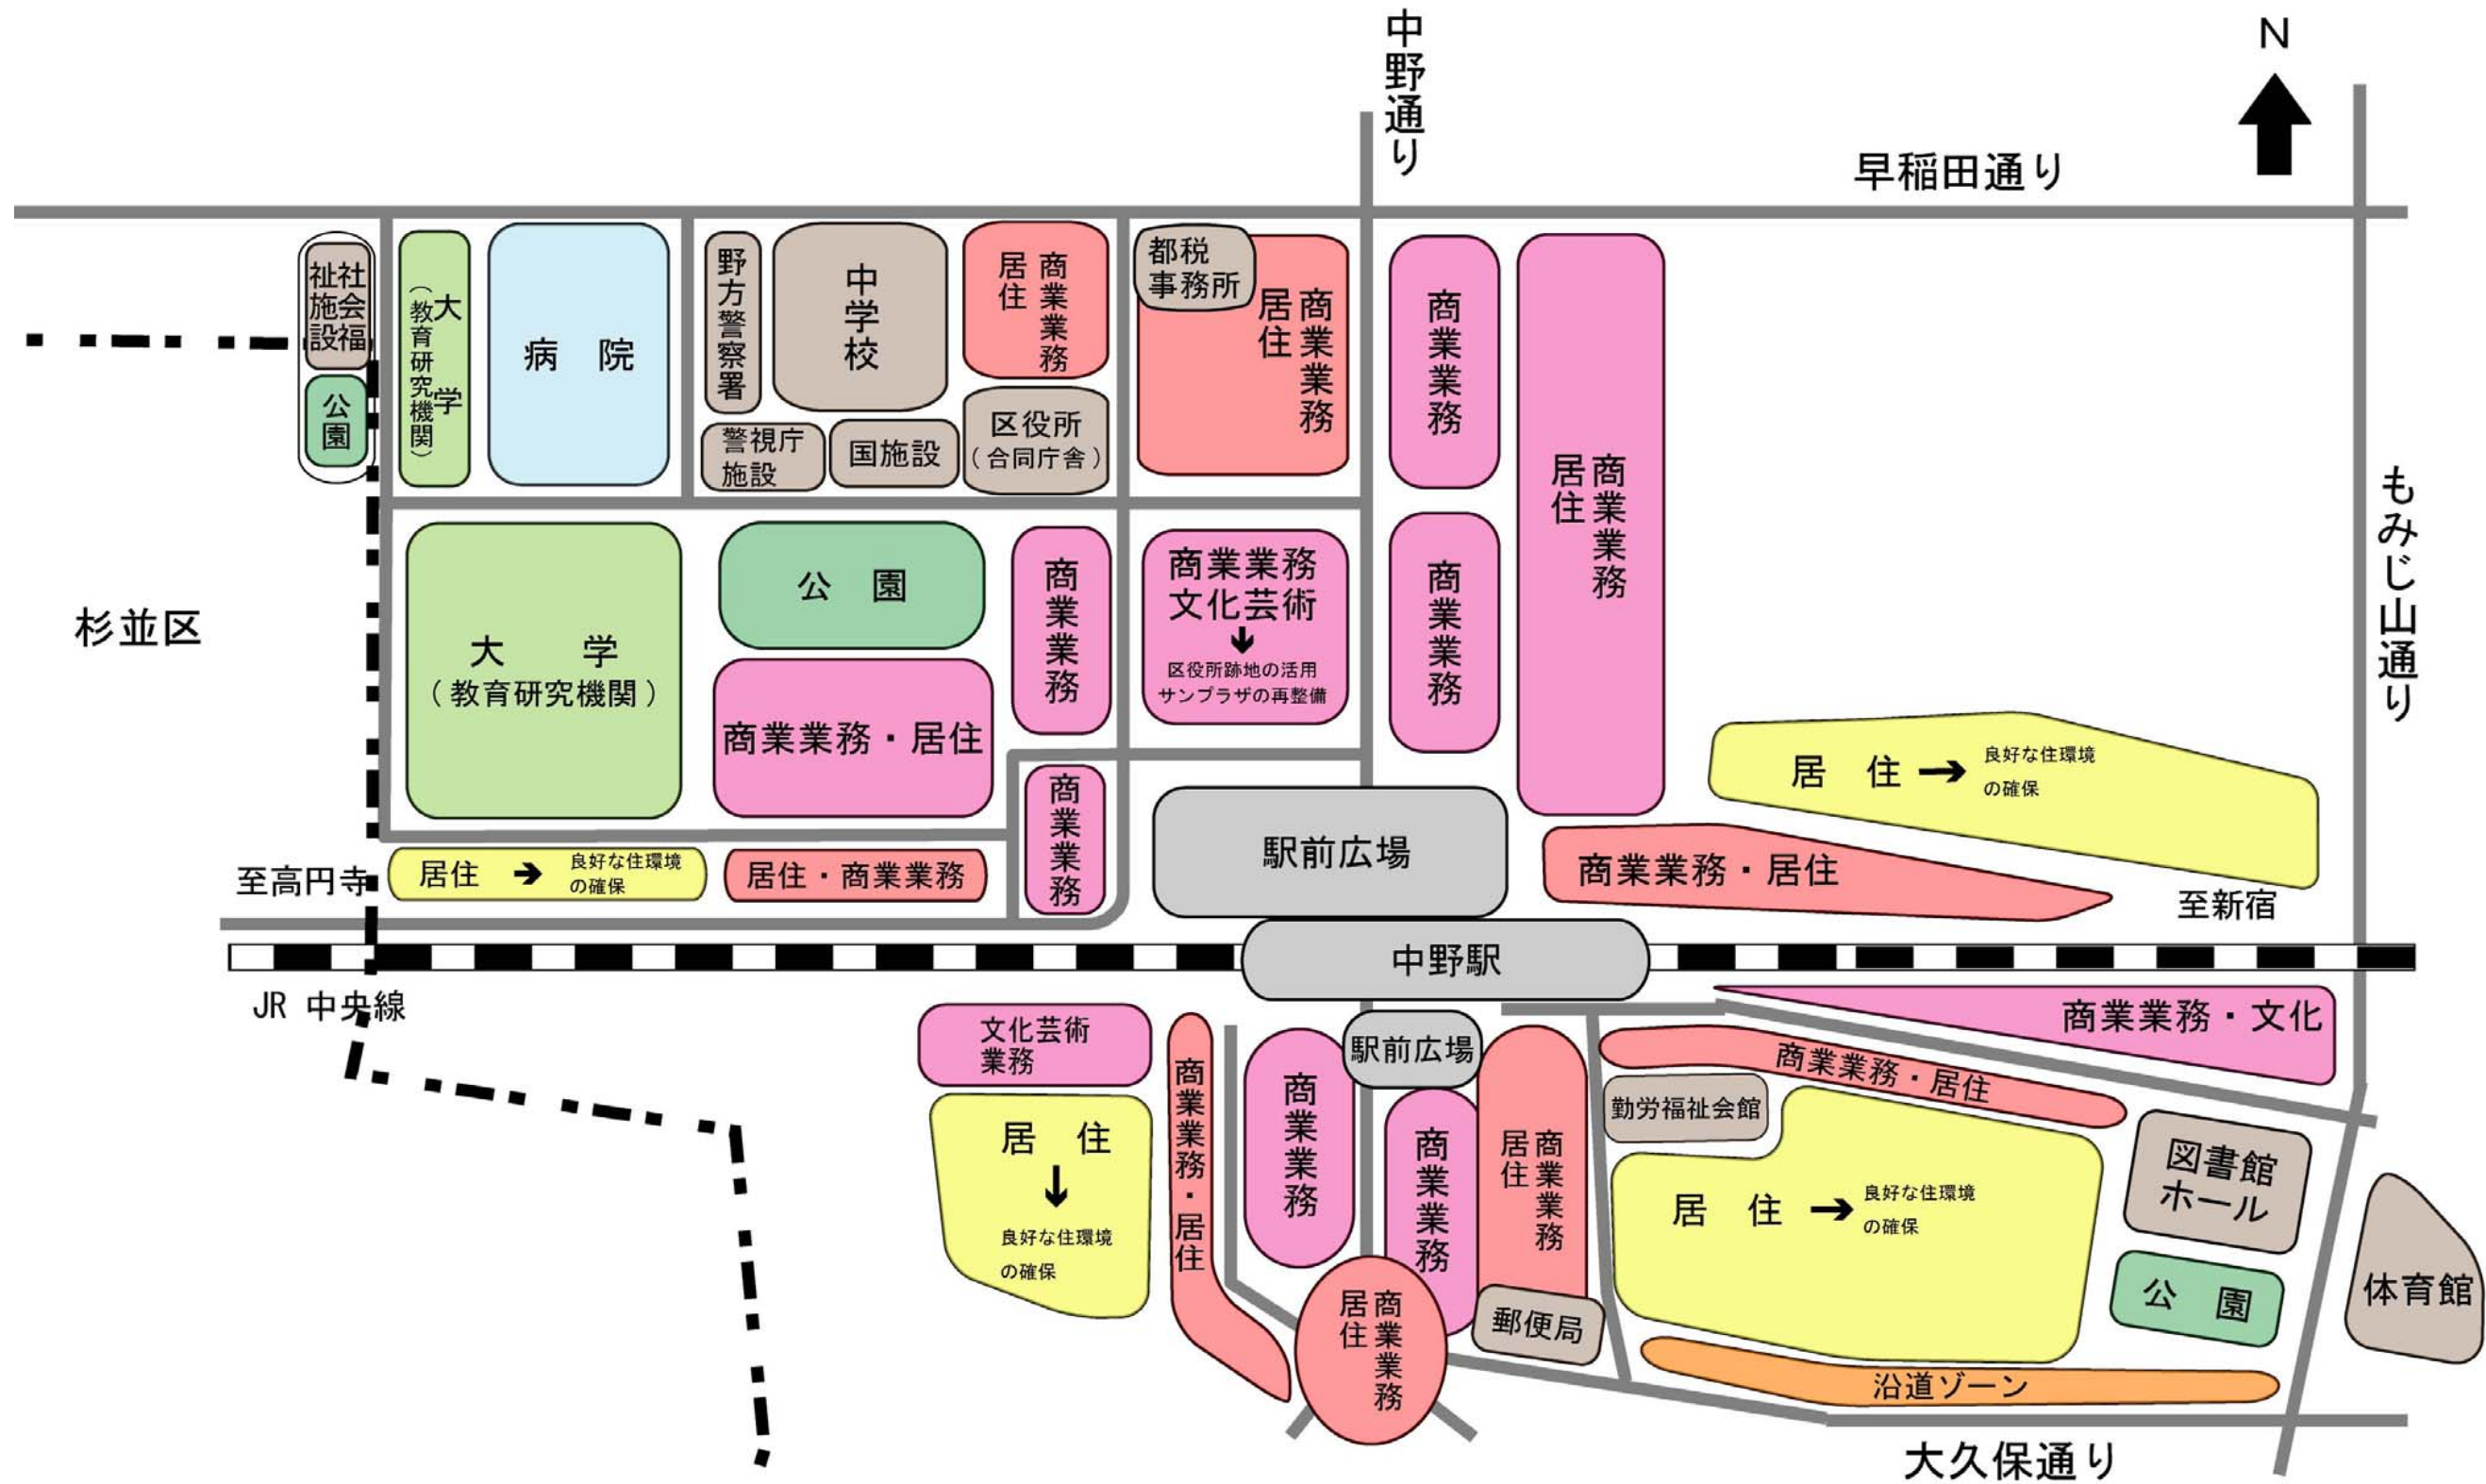 中野通り
N
早稲田通り
もみじ山通り
社会福
祉施設
公園
大学
（教育研究機関）
病　院
野方警察署
中学校
商業業務
居住
警視庁
施設
国施設
区役所
（合同庁舎）
都税
事務所
商業業務
居住
商業業務
商業業務
居住
杉並区
大　　学
（教育研究機関）
公　園
商業業務・居住
商業業務
商業業務
文化芸術
↓
区役所跡地の活用
サンプラザの再整備
商業業務
商業業務
居　住 → 良好な住環境
の確保
駅前広場
商業業務・居住
至高円寺
居住 → 良好な住環境
の確保
居住・商業業務
至新宿
中野駅
JR 中央線
文化芸術
業務
居　住
↓
良好な住環境
の確保
商業業務・居住
商業業務
駅前広場
商業業務
商業業務
居住
商業業務
居住
郵便局
商業業務・文化
商業業務・居住
勤労福祉会館
居　住 → 良好な住環境
の確保
図書館
ホール
公　園
体育館
沿道ゾーン
大久保通り